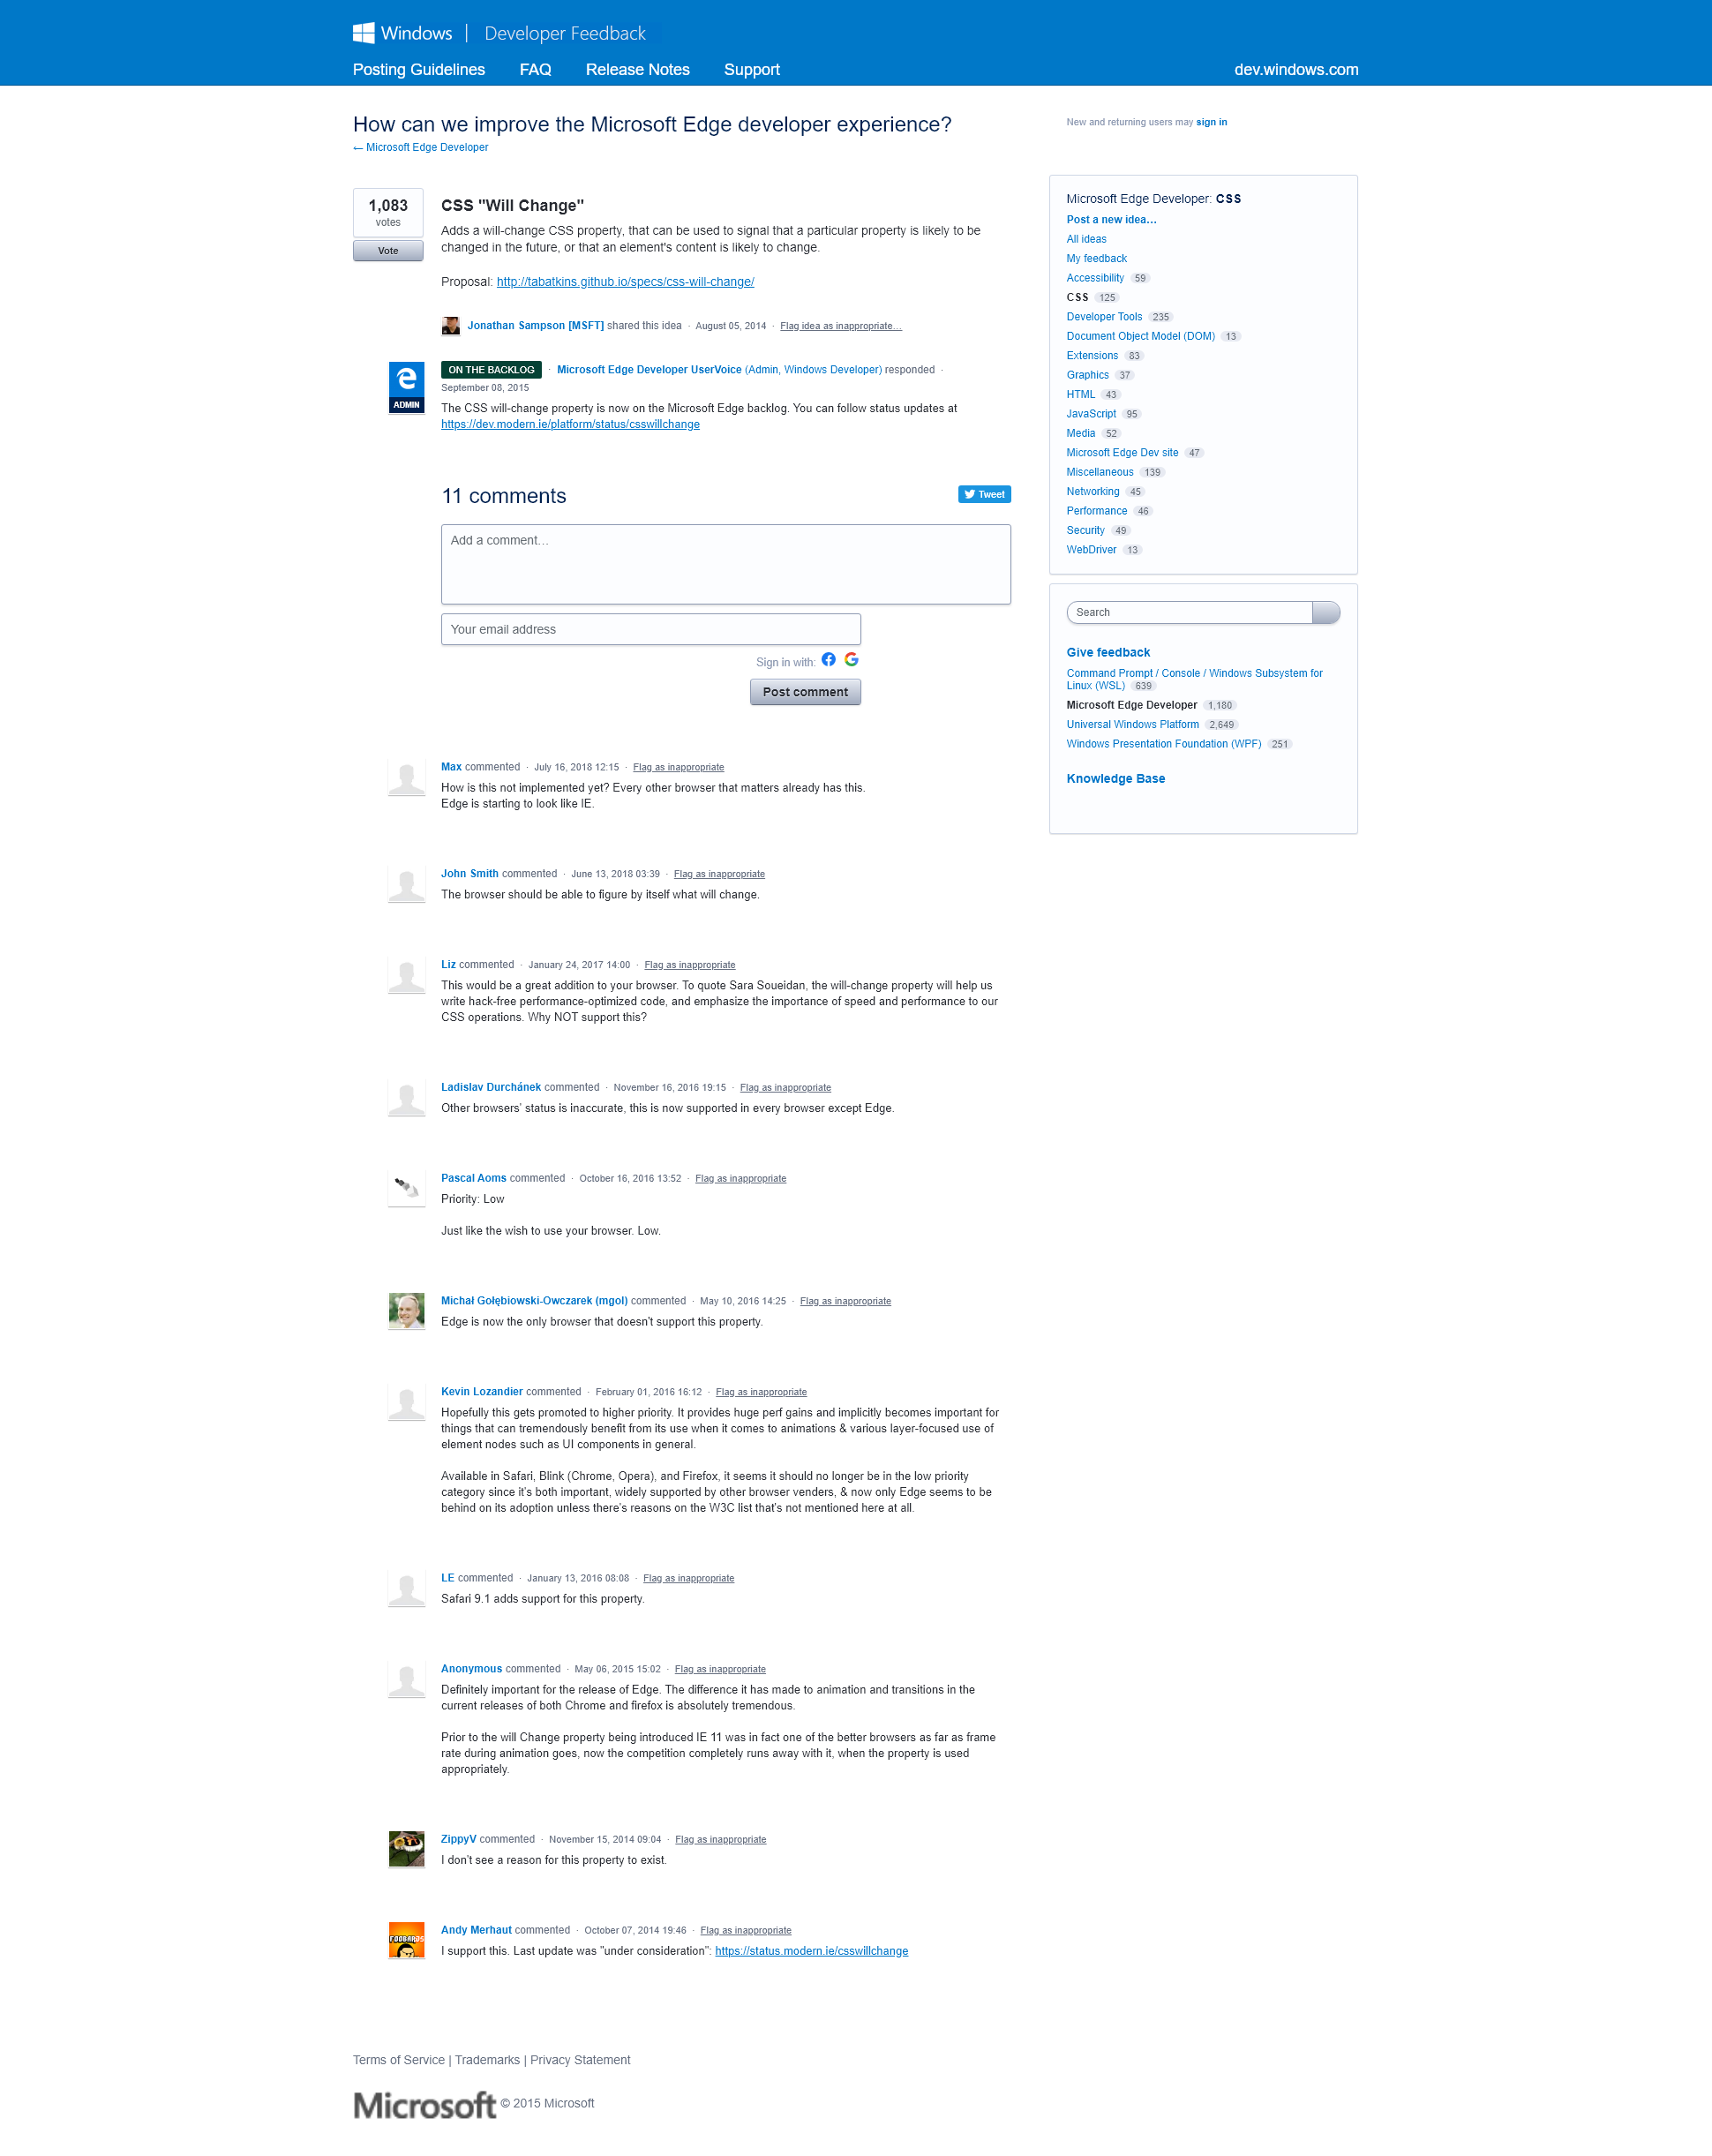 Windows | Developer Feedback
Posting Guidelines FAQ Release Notes Support dev.windows.com
How can we improve the Microsoft Edge developer experience?
← Microsoft Edge Developer
New and returning users may sign in
1,083
votes
Vote
CSS "Will Change"
Adds a will-change CSS property, that can be used to signal that a particular property is likely to be
changed in the future, or that an element's content is likely to change.
Proposal: http://tabatkins.github.io/specs/css-will-change/
Jonathan Sampson [MSFT] shared this idea · August 05, 2014 · Flag idea as inappropriate…
ADMIN
ON THE BACKLOG · Microsoft Edge Developer UserVoice (Admin, Windows Developer) responded ·
September 08, 2015
The CSS will-change property is now on the Microsoft Edge backlog. You can follow status updates at
https://dev.modern.ie/platform/status/csswillchange
11 comments
Tweet
Add a comment…
Your email address
Sign in with:
Post comment
Max commented · July 16, 2018 12:15 · Flag as inappropriate
How is this not implemented yet? Every other browser that matters already has this.
Edge is starting to look like IE.
John Smith commented · June 13, 2018 03:39 · Flag as inappropriate
The browser should be able to figure by itself what will change.
Liz commented · January 24, 2017 14:00 · Flag as inappropriate
This would be a great addition to your browser. To quote Sara Soueidan, the will-change property will help us
write hack-free performance-optimized code, and emphasize the importance of speed and performance to our
CSS operations. Why NOT support this?
Ladislav Durchánek commented · November 16, 2016 19:15 · Flag as inappropriate
Other browsers' status is inaccurate, this is now supported in every browser except Edge.
Pascal Aoms commented · October 16, 2016 13:52 · Flag as inappropriate
Priority: Low
Just like the wish to use your browser. Low.
Michał Gołębiowski-Owczarek (mgol) commented · May 10, 2016 14:25 · Flag as inappropriate
Edge is now the only browser that doesn't support this property.
Kevin Lozandier commented · February 01, 2016 16:12 · Flag as inappropriate
Hopefully this gets promoted to higher priority. It provides huge perf gains and implicitly becomes important for
things that can tremendously benefit from its use when it comes to animations & various layer-focused use of
element nodes such as UI components in general.
Available in Safari, Blink (Chrome, Opera), and Firefox, it seems it should no longer be in the low priority
category since it's both important, widely supported by other browser venders, & now only Edge seems to be
behind on its adoption unless there's reasons on the W3C list that's not mentioned here at all.
LE commented · January 13, 2016 08:08 · Flag as inappropriate
Safari 9.1 adds support for this property.
Anonymous commented · May 06, 2015 15:02 · Flag as inappropriate
Definitely important for the release of Edge. The difference it has made to animation and transitions in the
current releases of both Chrome and firefox is absolutely tremendous.
Prior to the will Change property being introduced IE 11 was in fact one of the better browsers as far as frame
rate during animation goes, now the competition completely runs away with it, when the property is used
appropriately.
ZippyV commented · November 15, 2014 09:04 · Flag as inappropriate
I don't see a reason for this property to exist.
FOOBARDS
Andy Merhaut commented · October 07, 2014 19:46 · Flag as inappropriate
I support this. Last update was "under consideration": https://status.modern.ie/csswillchange
Microsoft Edge Developer: CSS
Post a new idea…
All ideas
My feedback
Accessibility 59
CSS 125
Developer Tools 235
Document Object Model (DOM) 13
Extensions 83
Graphics 37
HTML 43
JavaScript 95
Media 52
Microsoft Edge Dev site 47
Miscellaneous 139
Networking 45
Performance 46
Security 49
WebDriver 13
Search
Give feedback
Command Prompt / Console / Windows Subsystem for
Linux (WSL) 639
Microsoft Edge Developer 1,180
Universal Windows Platform 2,649
Windows Presentation Foundation (WPF) 251
Knowledge Base
Terms of Service | Trademarks | Privacy Statement
Microsoft © 2015 Microsoft